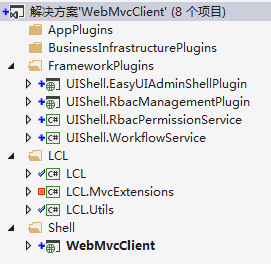 解决方案'WebMvcClient' (8 个项目)
AppPlugins
BusinessInfrastructurePlugins
FrameworkPlugins
UIShell.EasyUIAdminShellPlugin
UIShell.RbacManagementPlugin
UIShell.RbacPermissionService
UIShell.WorkflowService
LCL
LCL
LCL.MvcExtensions
LCL.Utils
Shell
WebMvcClient